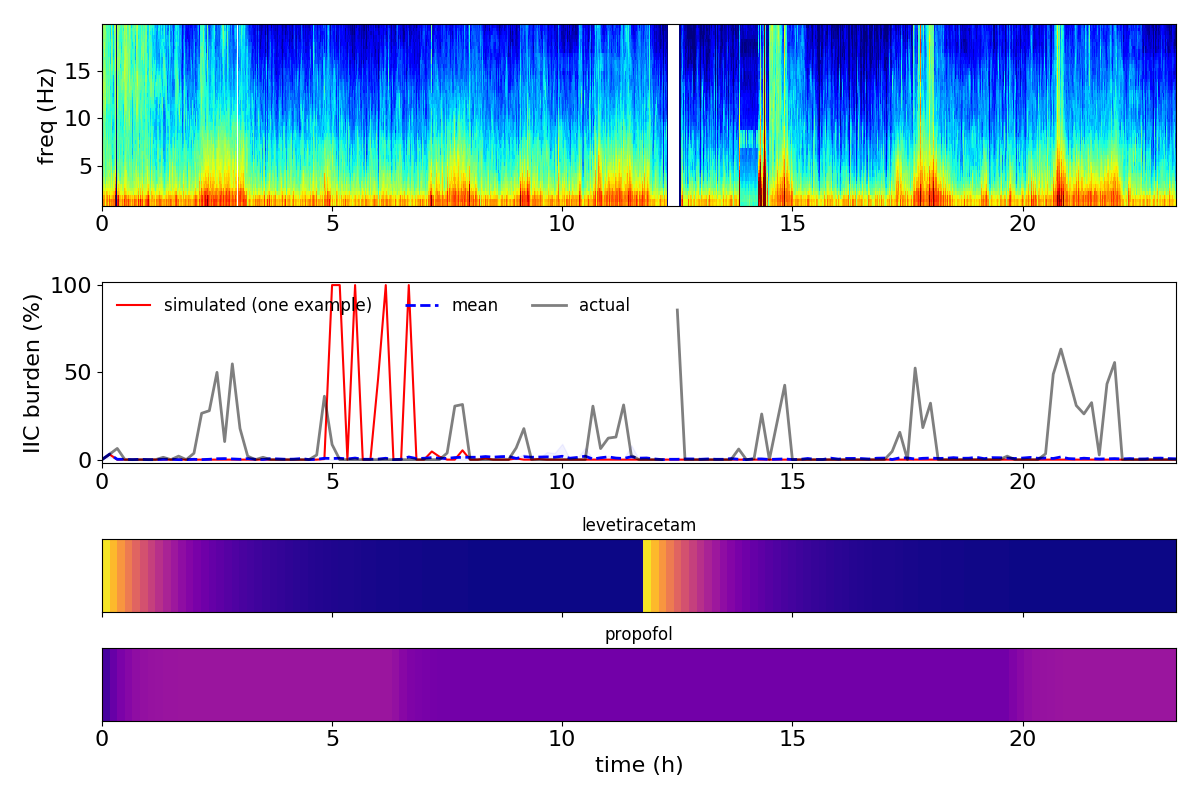 freq (Hz)
15
10
5
0 5 10 15 20
IIC burden (%)
100
50
0
simulated (one example) mean actual
0 5 10 15 20
levetiracetam
propofol
0 5 10 15 20
time (h)